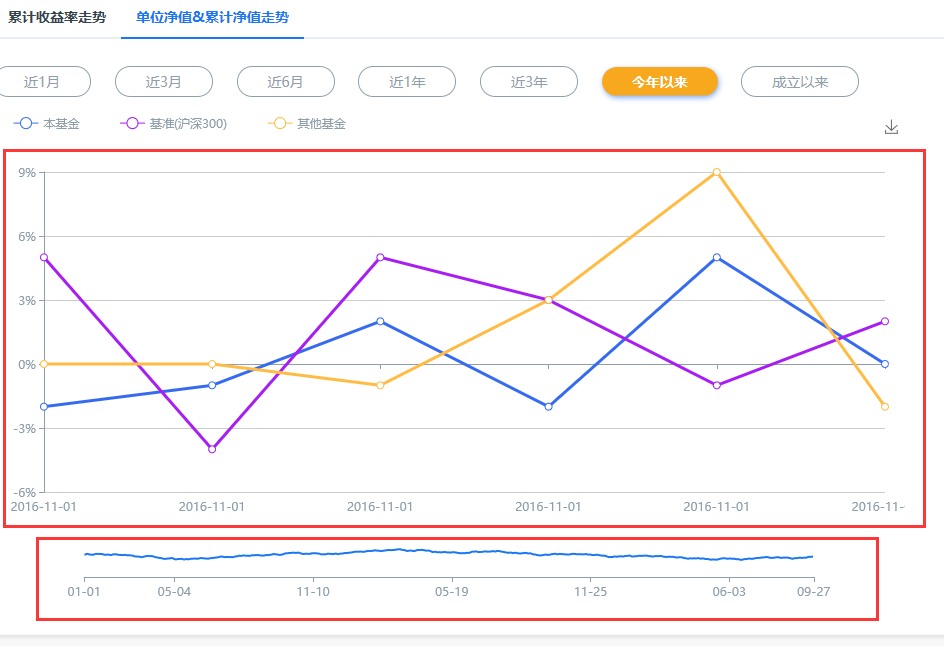 累计收益率走势 单位净值&累计净值走势
近1月 近3月 近6月 近1年 近3年 今年以来 成立以来
本基金 基准(沪深300) 其他基金
9%
6%
3%
0%
-3%
-6%
2016-11-01 2016-11-01 2016-11-01 2016-11-01 2016-11-01 2016-11-
01-01 05-04 11-10 05-19 11-25 06-03 09-27